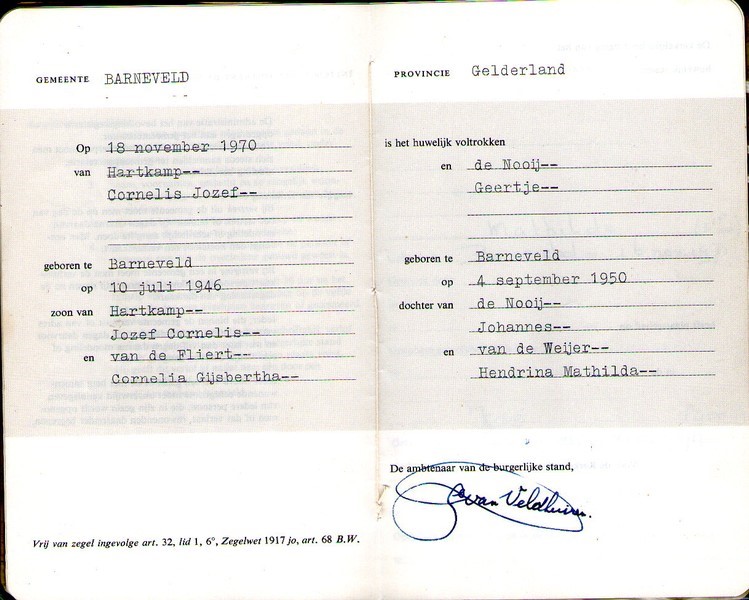 GEMEENTE BARNEVELD
Op 18 november 1970
van Hartkamp--
Cornelis Jozef--
geboren te Barneveld
op 10 juli 1946
zoon van Hartkamp--
Jozef Cornelis--
en van de Fliert--
Cornelia Gijsbertha--
Vrij van zegel ingevolge art. 32, lid 1, 6°, Zegelwet 1917 jo, art. 68 B.W.
PROVINCIE Gelderland
is het huwelijk voltrokken
en de Nooij--
Geertje--
geboren te Barneveld
op 4 september 1950
dochter van de Nooij--
Johannes--
en van de Weijer--
Hendrina Mathilda--
De ambtenaar van de burgerlijke stand,
van Veldhuizen.